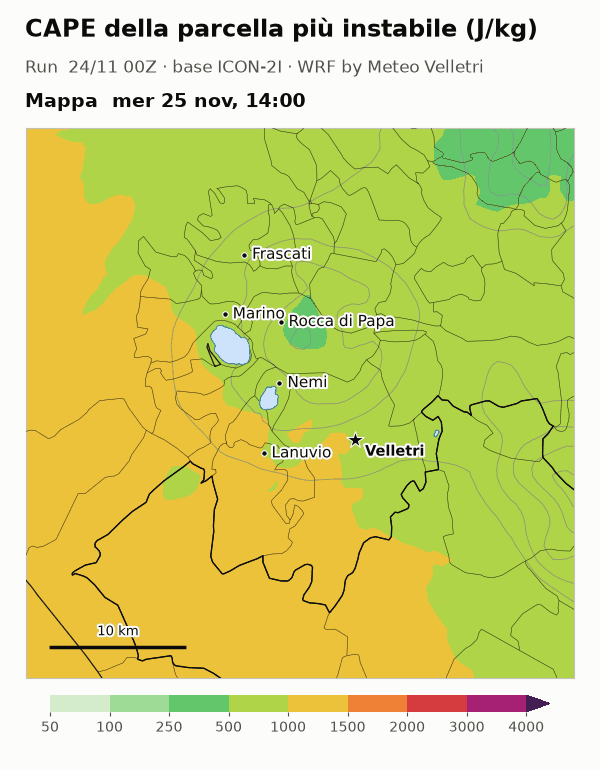 CAPE della parcella più instabile (J/kg)
Run  24/11 00Z · base ICON-2I · WRF by Meteo Velletri
Mappa  mer 25 nov, 14:00
Frascati
Marino
Rocca di Papa
Nemi
Velletri
Lanuvio
10 km
50 100 250 500 1000 1500 2000 3000 4000